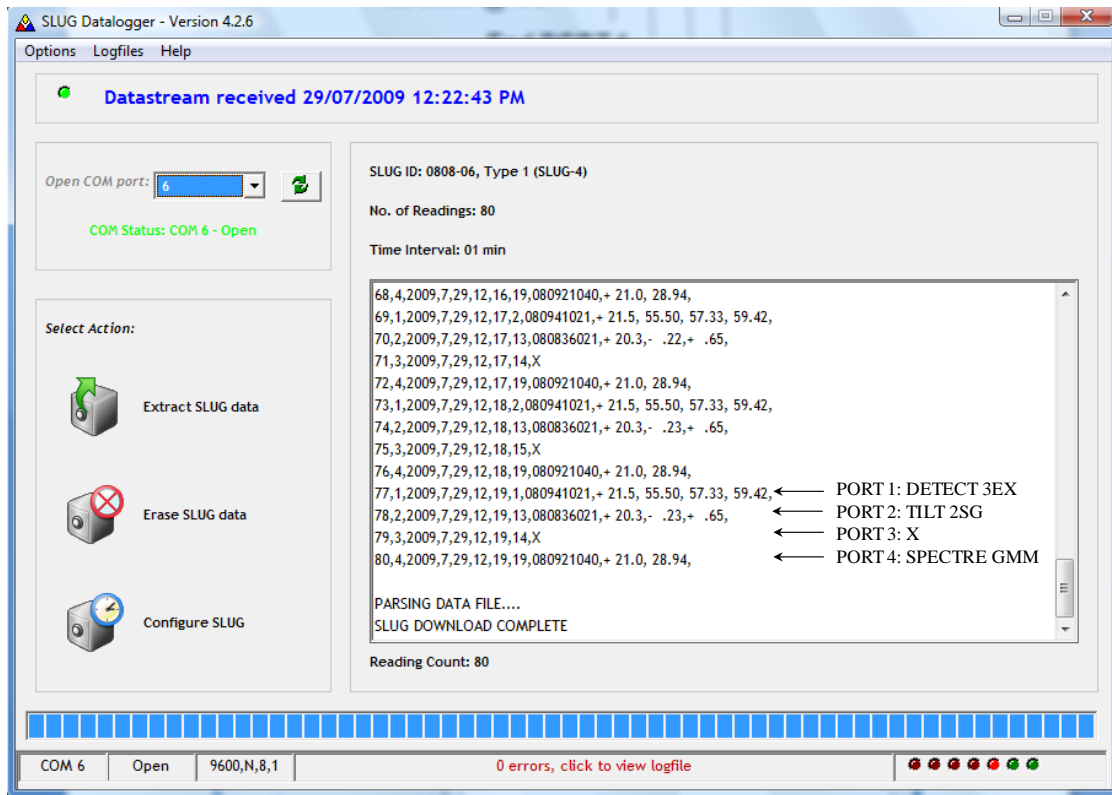 SLUG Datalogger - Version 4.2.6
Options Logfiles Help
Datastream received 29/07/2009 12:22:43 PM
Open COM port: 6
COM Status: COM 6 - Open
SLUG ID: 0808-06, Type 1 (SLUG-4)
No. of Readings: 80
Time Interval: 01 min
Select Action:
Extract SLUG data
Erase SLUG data
Configure SLUG
68,4,2009,7,29,12,16,19,080921040,+ 21.0, 28.94,
69,1,2009,7,29,12,17,2,080941021,+ 21.5, 55.50, 57.33, 59.42,
70,2,2009,7,29,12,17,13,080836021,+ 20.3,- .22,+ .65,
71,3,2009,7,29,12,17,14,X
72,4,2009,7,29,12,17,19,080921040,+ 21.0, 28.94,
73,1,2009,7,29,12,18,2,080941021,+ 21.5, 55.50, 57.33, 59.42,
74,2,2009,7,29,12,18,13,080836021,+ 20.3,- .23,+ .65,
75,3,2009,7,29,12,18,15,X
76,4,2009,7,29,12,18,19,080921040,+ 21.0, 28.94,
77,1,2009,7,29,12,19,1,080941021,+ 21.5, 55.50, 57.33, 59.42, PORT 1: DETECT 3EX
78,2,2009,7,29,12,19,13,080836021,+ 20.3,- .23,+ .65, PORT 2: TILT 2SG
79,3,2009,7,29,12,19,14,X PORT 3: X
80,4,2009,7,29,12,19,19,080921040,+ 21.0, 28.94, PORT 4: SPECTRE GMM
PARSING DATA FILE....
SLUG DOWNLOAD COMPLETE
Reading Count: 80
COM 6 Open 9600,N,8,1 0 errors, click to view logfile